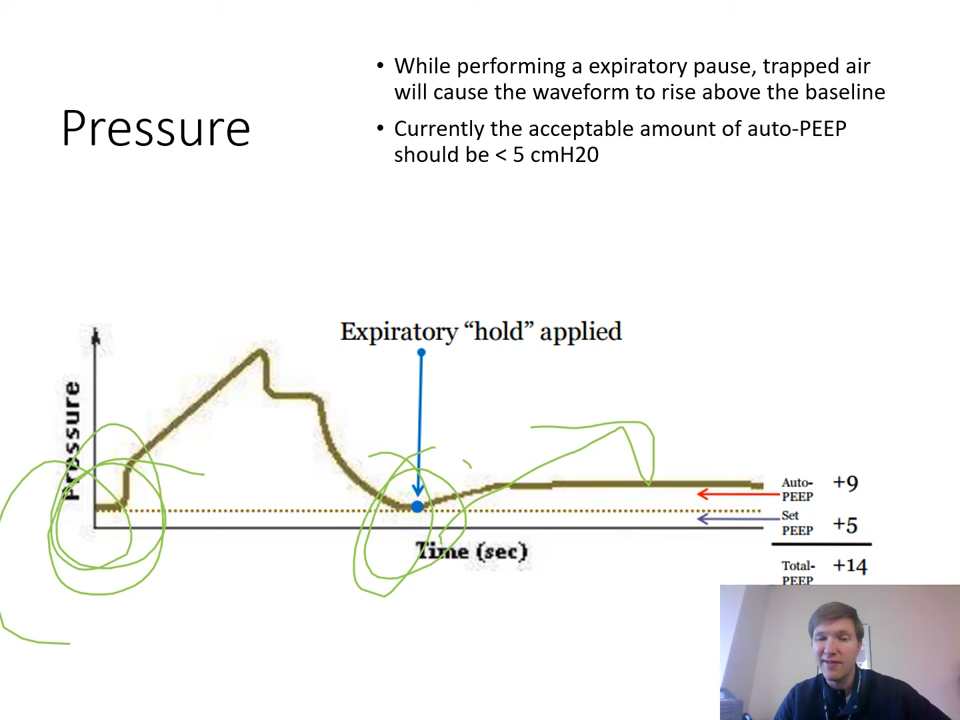 Pressure
• While performing a expiratory pause, trapped air
will cause the waveform to rise above the baseline
• Currently the acceptable amount of auto-PEEP
should be < 5 cmH20
Expiratory “hold” applied
Pressure
Time (sec)
Auto-
PEEP
+9
Set
PEEP
+5
Total-
PEEP
+14